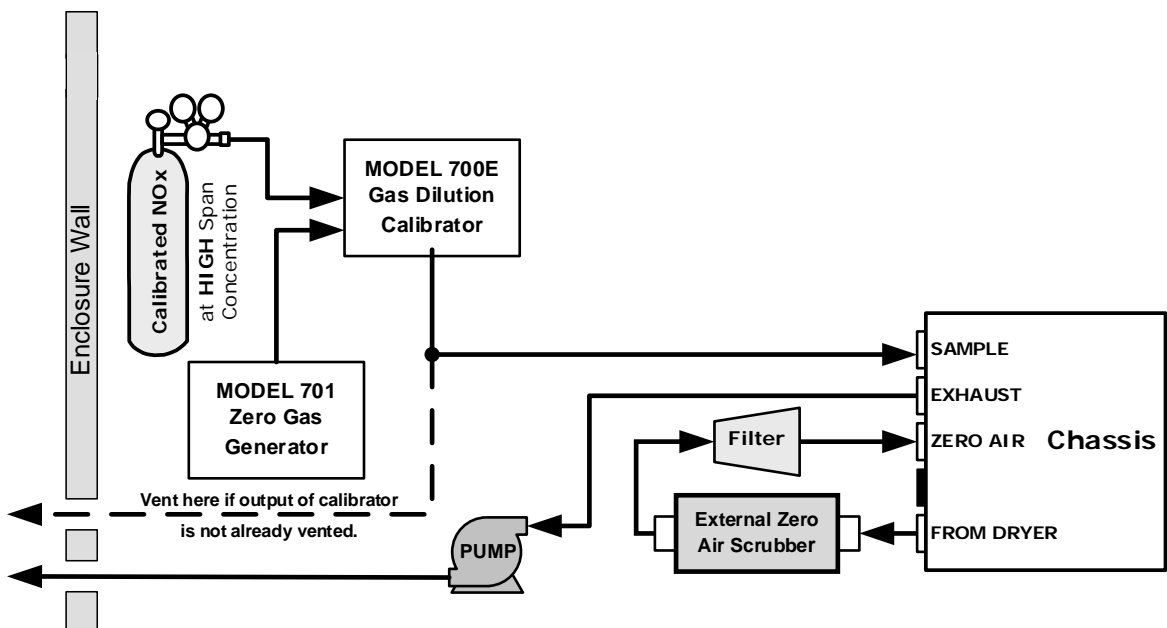 Enclosure Wall
Calibrated NOx
at HIGH Span
Concentration
MODEL 700E
Gas Dilution
Calibrator
MODEL 701
Zero Gas
Generator
Vent here if output of calibrator
is not already vented.
PUMP
Filter
External Zero
Air Scrubber
SAMPLE
EXHAUST
ZERO AIR
Chassis
FROM DRYER